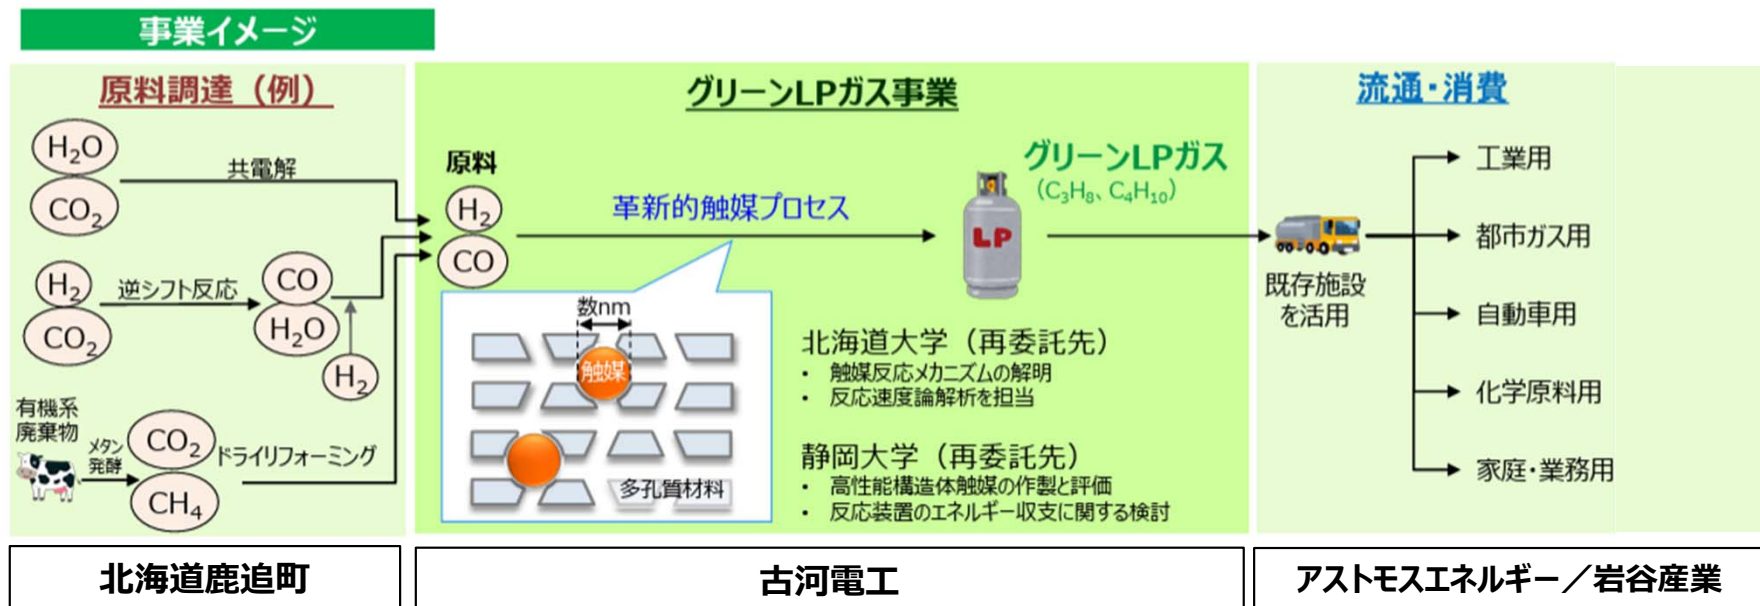 事業イメージ
原料調達（例）
H₂O
CO₂
共電解
H₂
CO₂
逆シフト反応
CO
H₂O
H₂
有機系
廃棄物
メタン
発酵
CO₂
CH₄
ドライリフォーミング
北海道鹿追町
グリーンLPガス事業
原料
H₂
CO
革新的触媒プロセス
数nm
触媒
多孔質材料
LP
グリーンLPガス
（C₃H₈、C₄H₁₀）
北海道大学（再委託先）
• 触媒反応メカニズムの解明
• 反応速度論解析を担当
静岡大学（再委託先）
• 高性能構造体触媒の作製と評価
• 反応装置のエネルギー収支に関する検討
古河電工
流通・消費
既存施設
を活用
工業用
都市ガス用
自動車用
化学原料用
家庭・業務用
アストモスエネルギー／岩谷産業